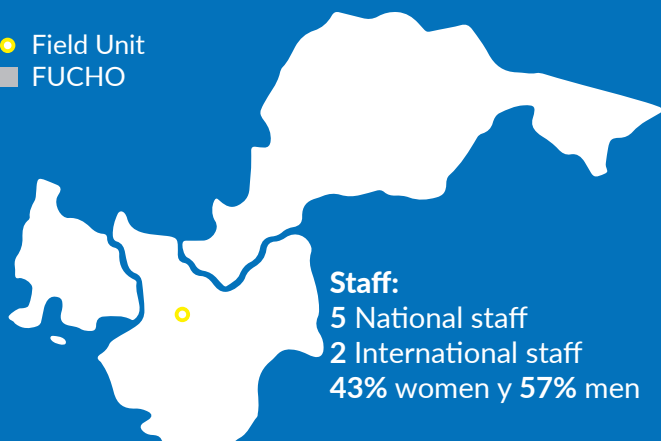 Field Unit
FUCHO
Staff:
5 National staff
2 International staff
43% women y 57% men